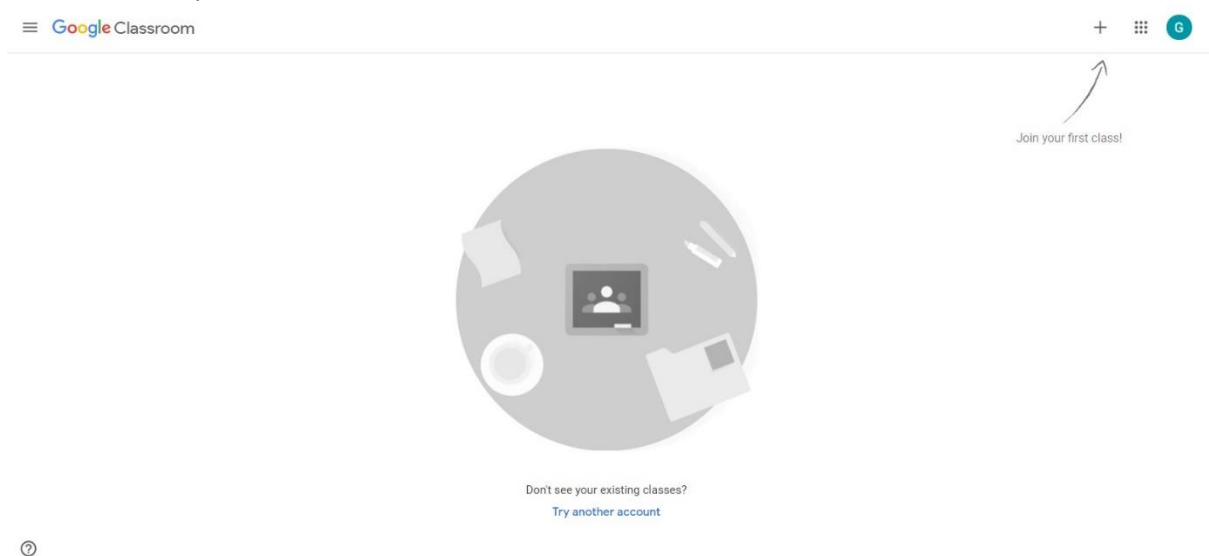 Google Classroom
G
Join your first class!
Don't see your existing classes?
Try another account